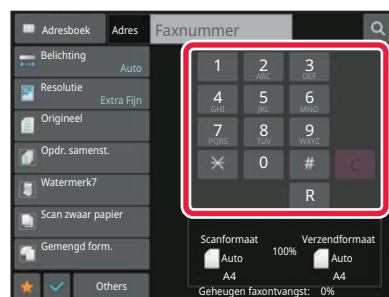 Adresboek
Adres
Faxnummer
Belichting
Auto
Resolutie
Extra Fijn
Origineel
Opdr. samenst.
Watermerk7
Scan zwaar papier
Gemengd form.
Others
1 2 3
ABC DEF
4 5 6
GHI JKL MNO
7 8 9
PQRS TUV WXYZ
0 # C
R
Scanformaat Verzendformaat
Auto 100% Auto
A4 A4
Geheugen faxontvangst: 0%